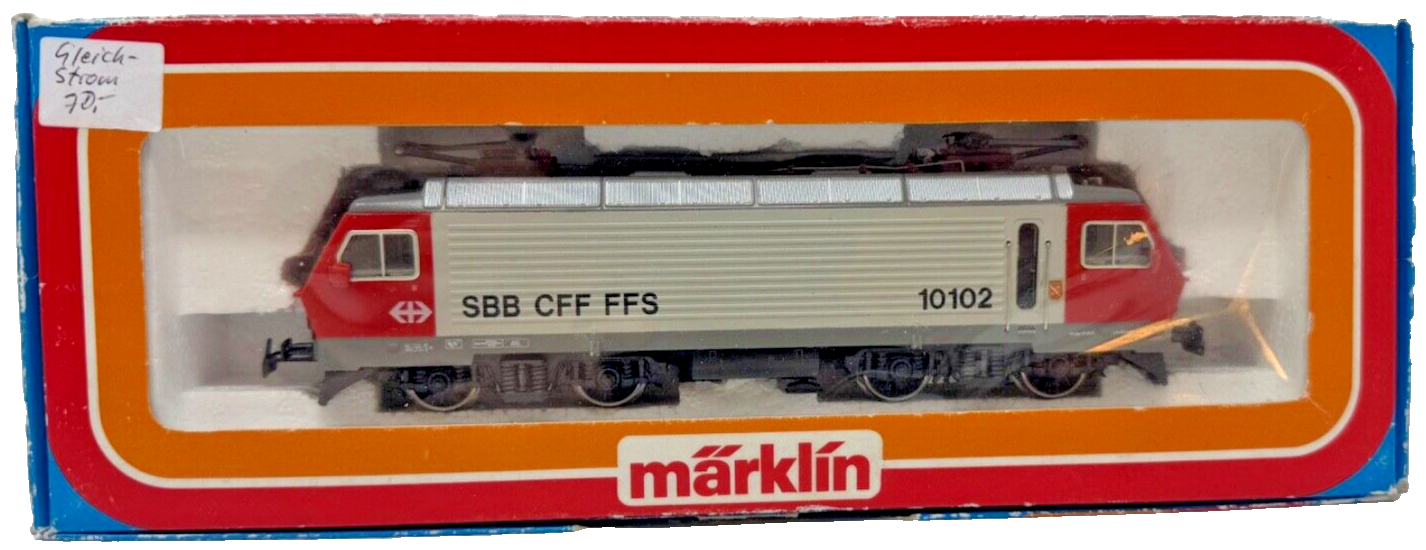 Gleich-
Strom
70,-
SBB CFF FFS
10102
märklin